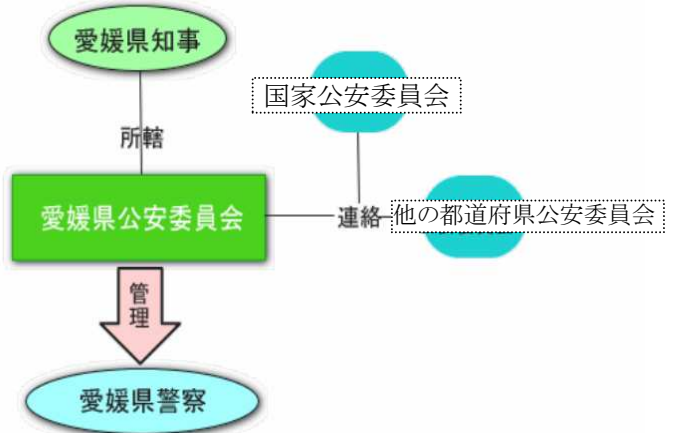 愛媛県知事
国家公安委員会
所轄
愛媛県公安委員会
連絡
他の都道府県公安委員会
管理
愛媛県警察